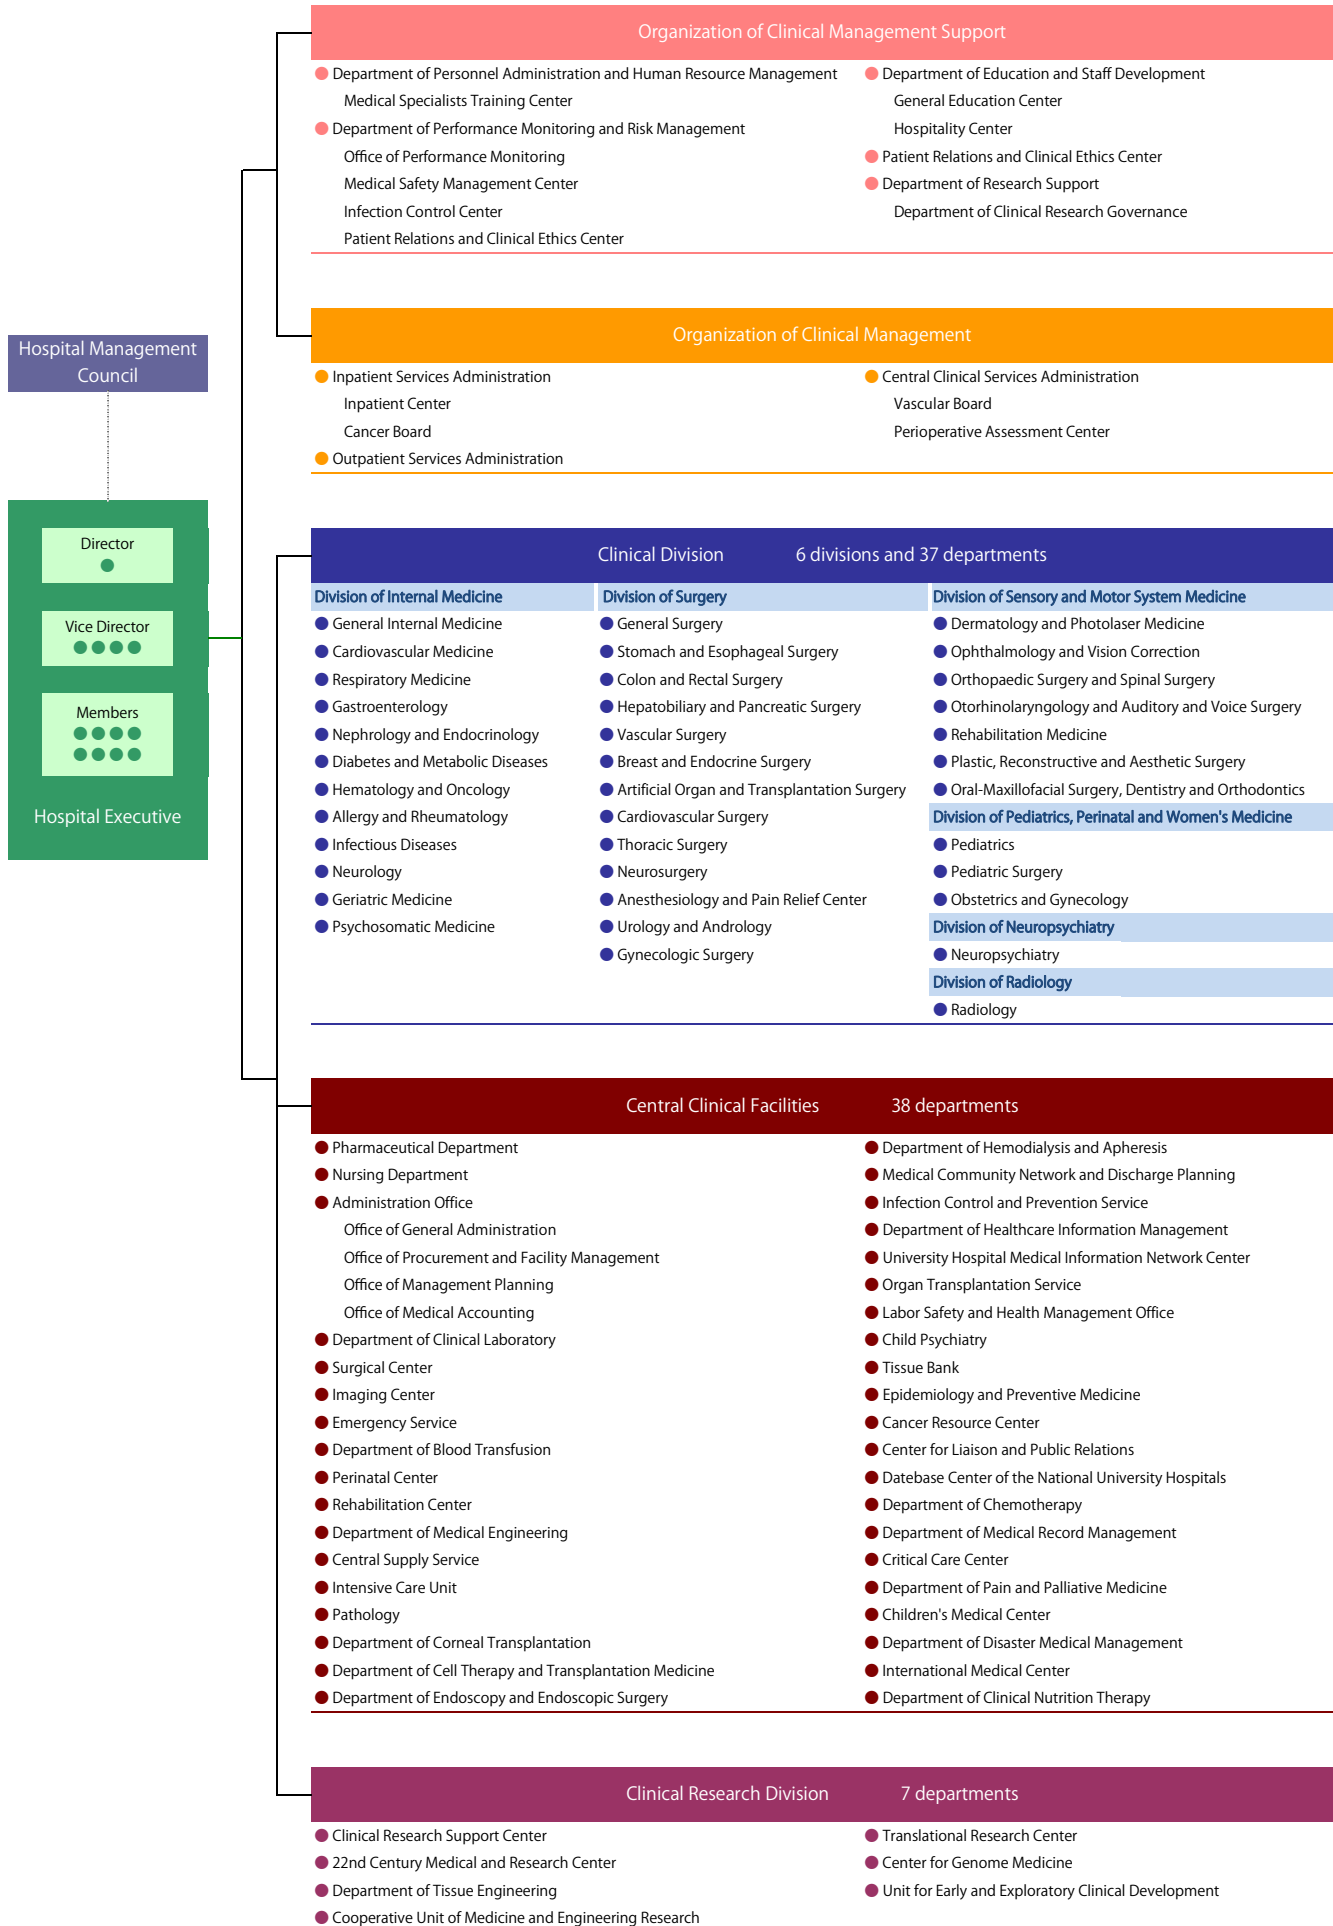 Organization of Clinical Management Support
Department of Personnel Administration and Human Resource Management
Medical Specialists Training Center
Department of Performance Monitoring and Risk Management
Office of Performance Monitoring
Medical Safety Management Center
Infection Control Center
Patient Relations and Clinical Ethics Center
Department of Education and Staff Development
General Education Center
Hospitality Center
Patient Relations and Clinical Ethics Center
Department of Research Support
Department of Clinical Research Governance
Hospital Management
Council
Director
Vice Director
Members
Hospital Executive
Organization of Clinical Management
Inpatient Services Administration
Inpatient Center
Cancer Board
Outpatient Services Administration
Central Clinical Services Administration
Vascular Board
Perioperative Assessment Center
Clinical Division 6 divisions and 37 departments
Division of Internal Medicine
General Internal Medicine
Cardiovascular Medicine
Respiratory Medicine
Gastroenterology
Nephrology and Endocrinology
Diabetes and Metabolic Diseases
Hematology and Oncology
Allergy and Rheumatology
Infectious Diseases
Neurology
Geriatric Medicine
Psychosomatic Medicine
Division of Surgery
General Surgery
Stomach and Esophageal Surgery
Colon and Rectal Surgery
Hepatobiliary and Pancreatic Surgery
Vascular Surgery
Breast and Endocrine Surgery
Artificial Organ and Transplantation Surgery
Cardiovascular Surgery
Thoracic Surgery
Neurosurgery
Anesthesiology and Pain Relief Center
Urology and Andrology
Gynecologic Surgery
Division of Sensory and Motor System Medicine
Dermatology and Photolaser Medicine
Ophthalmology and Vision Correction
Orthopaedic Surgery and Spinal Surgery
Otorhinolaryngology and Auditory and Voice Surgery
Rehabilitation Medicine
Plastic, Reconstructive and Aesthetic Surgery
Oral-Maxillofacial Surgery, Dentistry and Orthodontics
Division of Pediatrics, Perinatal and Women's Medicine
Pediatrics
Pediatric Surgery
Obstetrics and Gynecology
Division of Neuropsychiatry
Neuropsychiatry
Division of Radiology
Radiology
Central Clinical Facilities 38 departments
Pharmaceutical Department
Nursing Department
Administration Office
Office of General Administration
Office of Procurement and Facility Management
Office of Management Planning
Office of Medical Accounting
Department of Clinical Laboratory
Surgical Center
Imaging Center
Emergency Service
Department of Blood Transfusion
Perinatal Center
Rehabilitation Center
Department of Medical Engineering
Central Supply Service
Intensive Care Unit
Pathology
Department of Corneal Transplantation
Department of Cell Therapy and Transplantation Medicine
Department of Endoscopy and Endoscopic Surgery
Department of Hemodialysis and Apheresis
Medical Community Network and Discharge Planning
Infection Control and Prevention Service
Department of Healthcare Information Management
University Hospital Medical Information Network Center
Organ Transplantation Service
Labor Safety and Health Management Office
Child Psychiatry
Tissue Bank
Epidemiology and Preventive Medicine
Cancer Resource Center
Center for Liaison and Public Relations
Datebase Center of the National University Hospitals
Department of Chemotherapy
Department of Medical Record Management
Critical Care Center
Department of Pain and Palliative Medicine
Children's Medical Center
Department of Disaster Medical Management
International Medical Center
Department of Clinical Nutrition Therapy
Clinical Research Division 7 departments
Clinical Research Support Center
22nd Century Medical and Research Center
Department of Tissue Engineering
Cooperative Unit of Medicine and Engineering Research
Translational Research Center
Center for Genome Medicine
Unit for Early and Exploratory Clinical Development